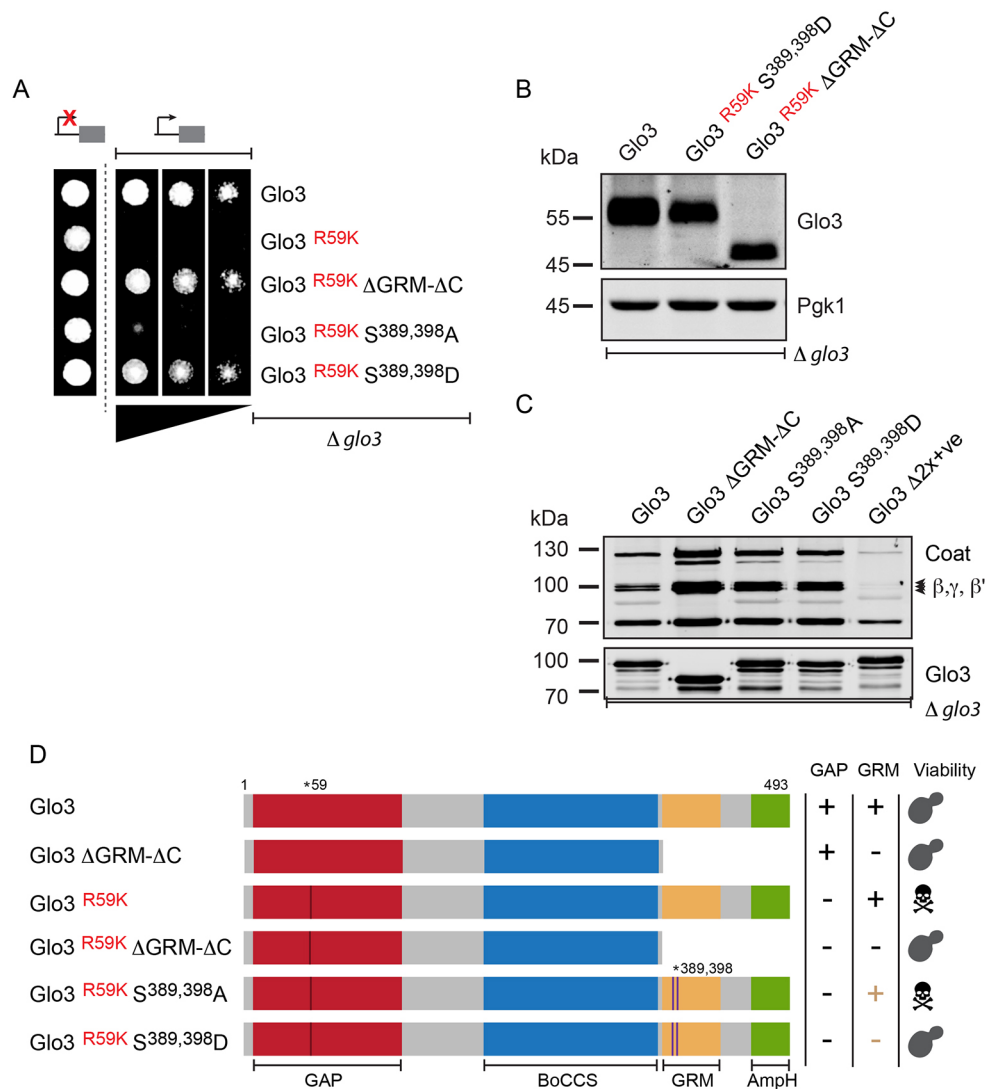 A
X
Glo3
Glo3 R59K
Glo3 R59K ΔGRM-ΔC
Glo3 R59K S389,398A
Glo3 R59K S389,398D
Δ glo3
B
kDa
Glo3
Glo3 R59K S389,398D
Glo3 R59K ΔGRM-ΔC
55
45
Glo3
45
Pgk1
Δ glo3
C
kDa
Glo3
Glo3 ΔGRM-ΔC
Glo3 S389,398A
Glo3 S389,398D
Glo3 Δ2x+ve
130
Coat
100
β,γ, β'
70
100
Glo3
70
Δ glo3
D
GAP GRM Viability
1 *59 493
Glo3 + +
Glo3 ΔGRM-ΔC + -
Glo3 R59K - +
Glo3 R59K ΔGRM-ΔC - -
*389,398
Glo3 R59K S389,398A - +
Glo3 R59K S389,398D - -
GAP BoCCS GRM AmpH